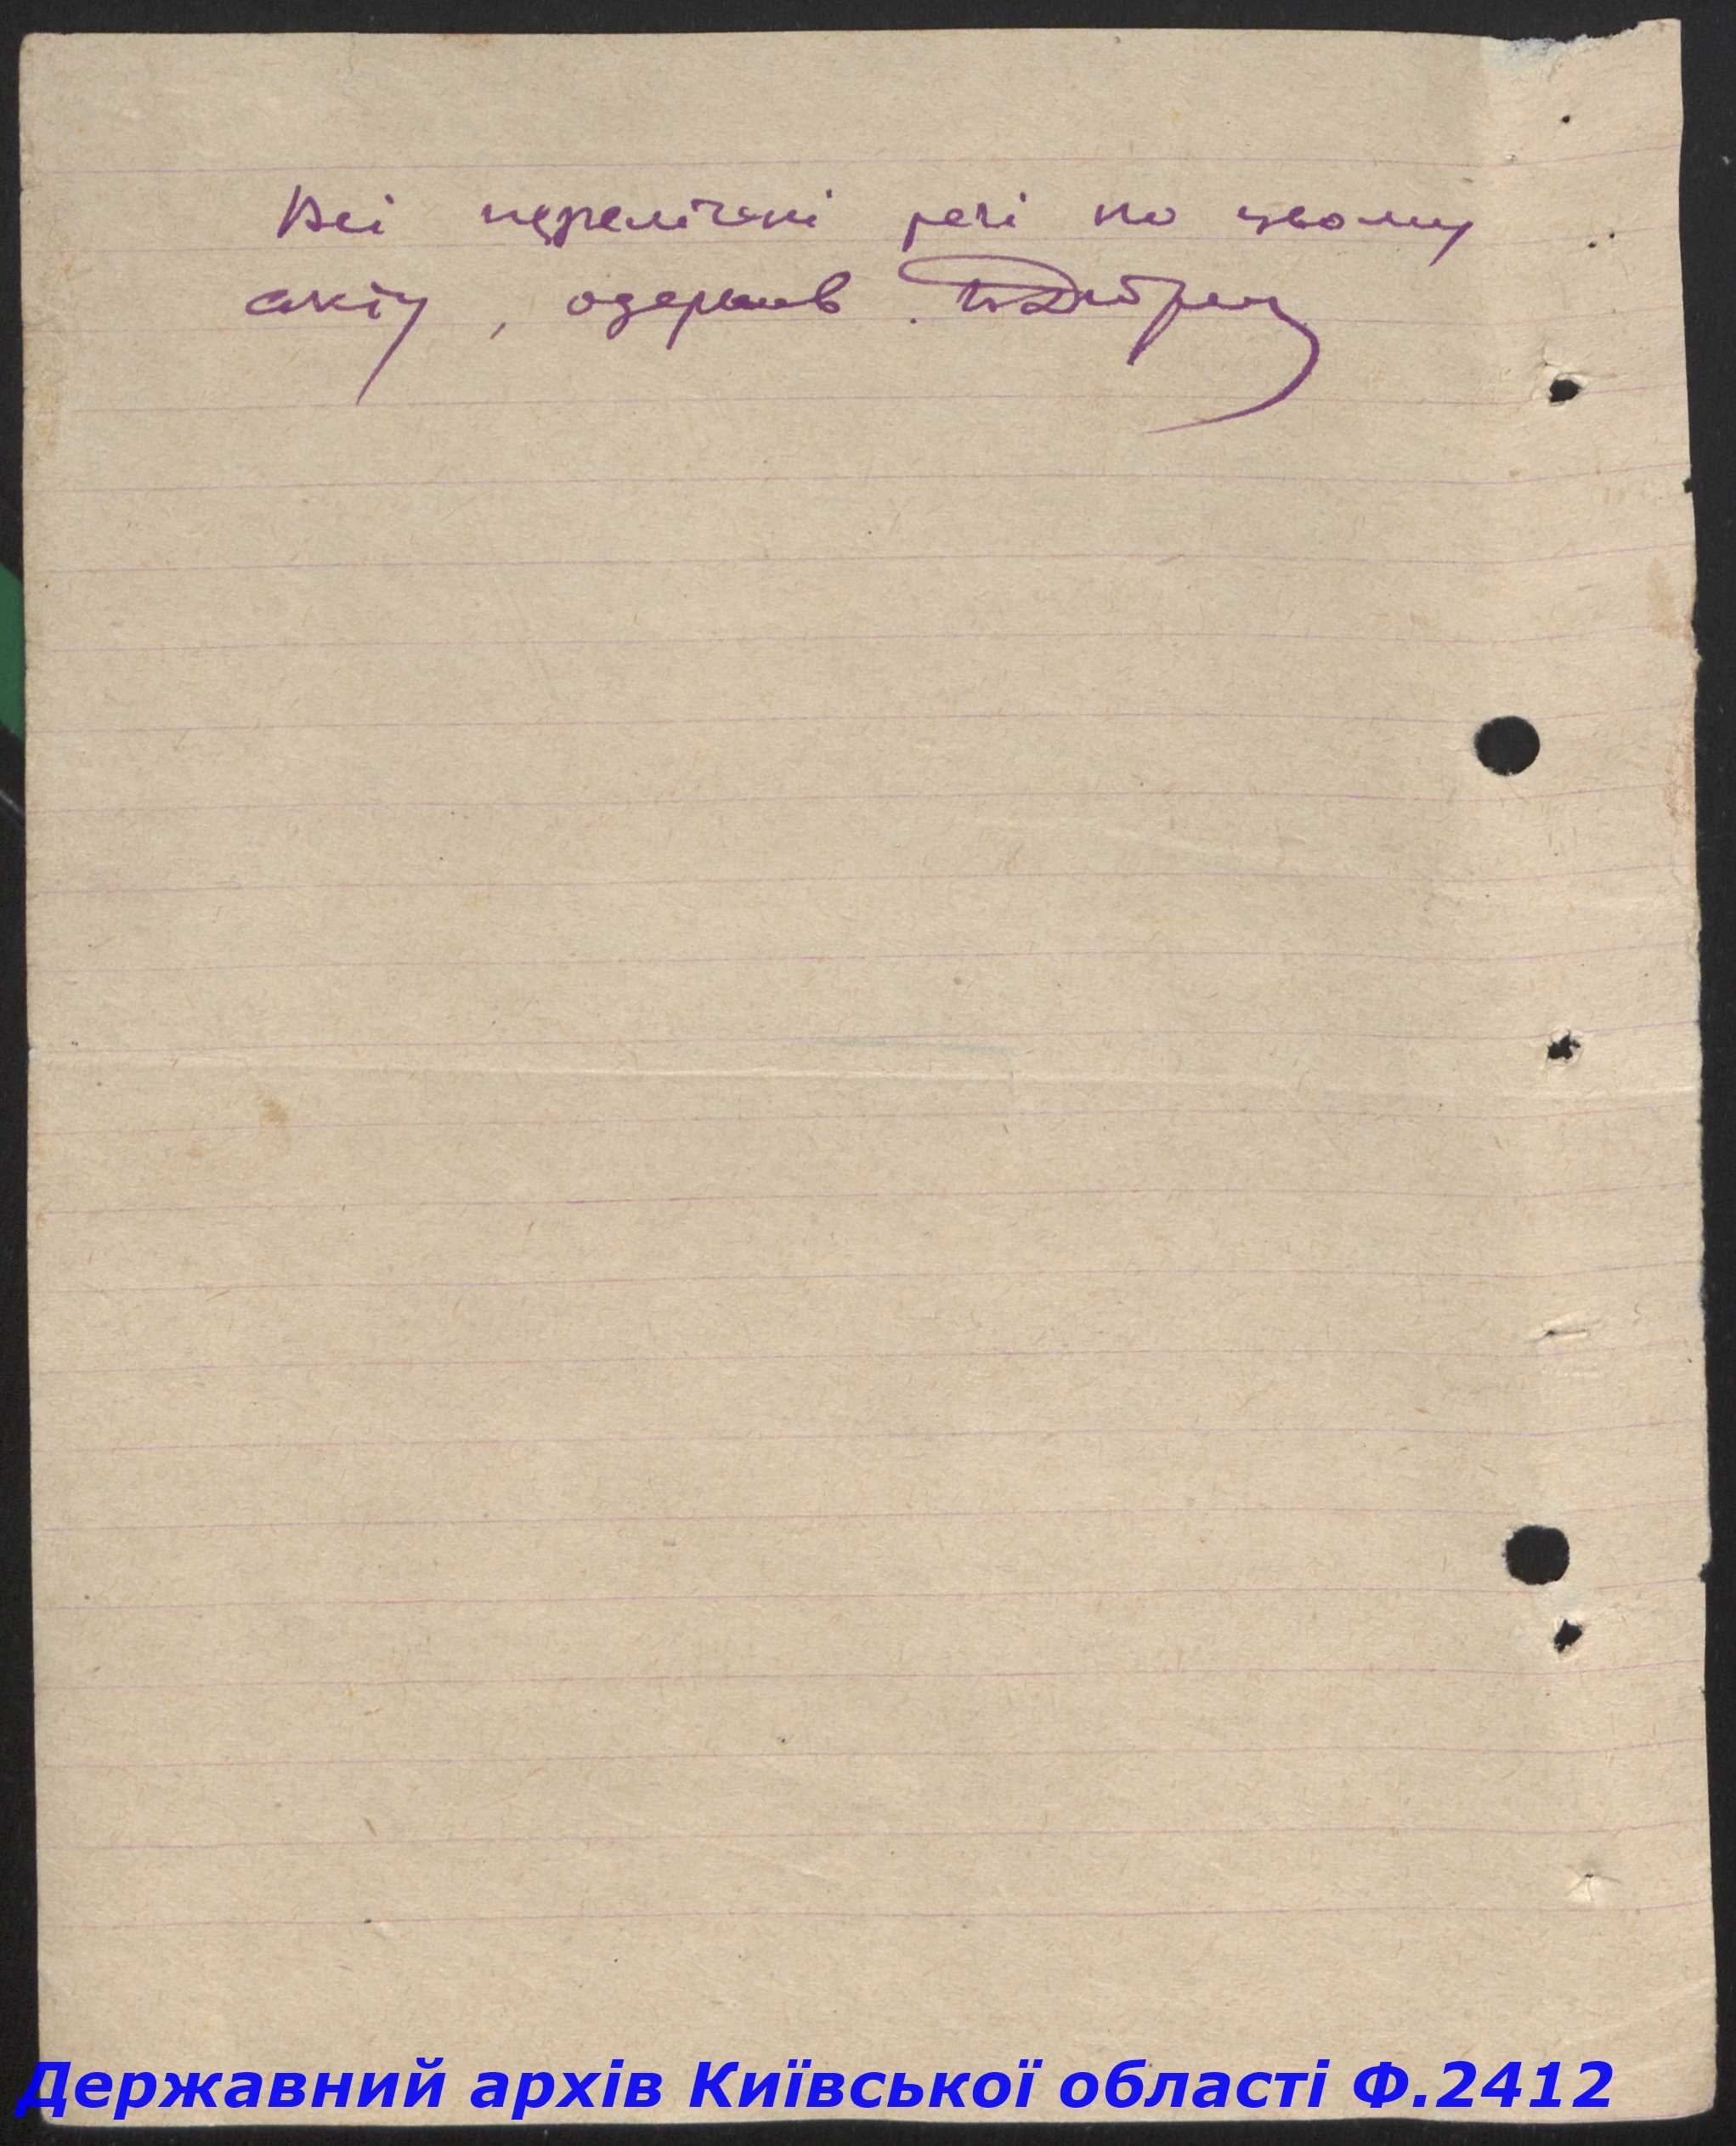 Всі перелічені речі по цьому
акту, одержав.
Державний архів Київської області Ф.2412